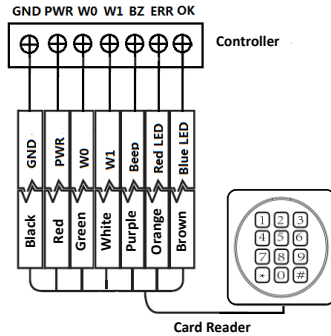 GND PWR W0 W1 BZ ERR OK
Controller
GND PWR W0 W1 Beep Red LED Blue LED
Black Red Green White Purple Orange Brown
1 2 3
4 5 6
7 8 9
* 0 #
Card Reader